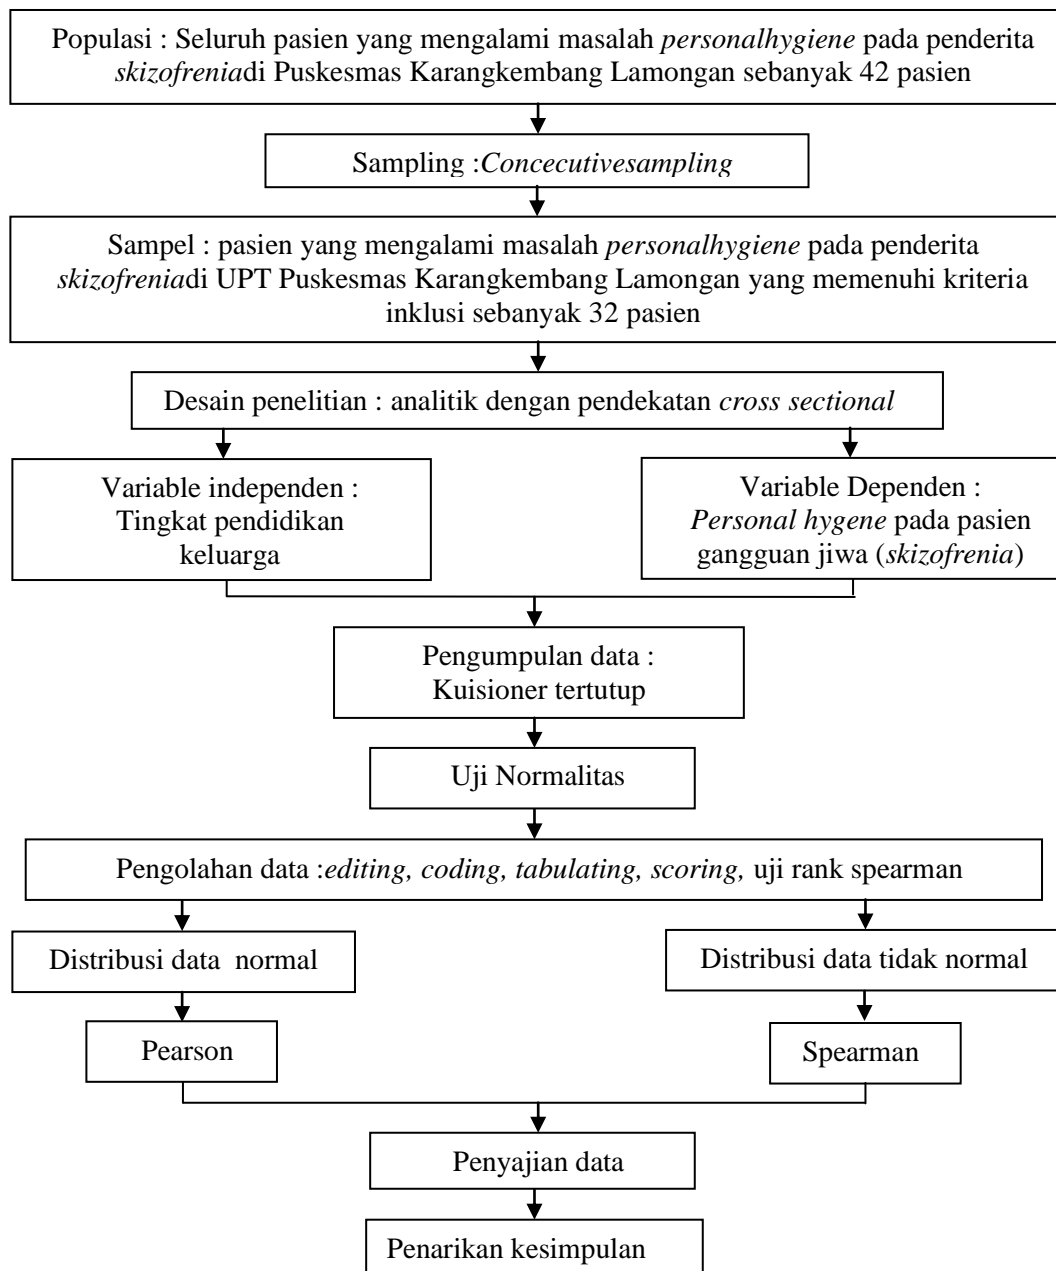 Populasi : Seluruh pasien yang mengalami masalah personalhygiene pada penderita
skizofreniadi Puskesmas Karangkembang Lamongan sebanyak 42 pasien
Sampling :Concecutivesampling
Sampel : pasien yang mengalami masalah personalhygiene pada penderita
skizofreniadi UPT Puskesmas Karangkembang Lamongan yang memenuhi kriteria
inklusi sebanyak 32 pasien
Desain penelitian : analitik dengan pendekatan cross sectional
Variable independen :
Tingkat pendidikan
keluarga
Variable Dependen :
Personal hygene pada pasien
gangguan jiwa (skizofrenia)
Pengumpulan data :
Kuisioner tertutup
Uji Normalitas
Pengolahan data :editing, coding, tabulating, scoring, uji rank spearman
Distribusi data normal
Distribusi data tidak normal
Pearson
Spearman
Penyajian data
Penarikan kesimpulan